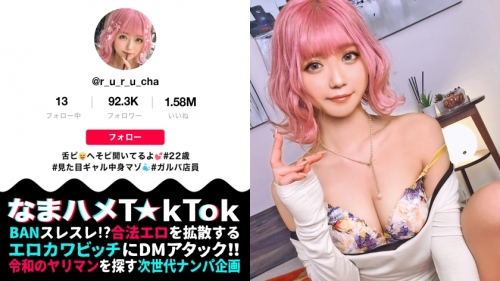 @r_u_r_u_cha
13 92.3K 1.58M
フォロー中 フォロワー いいね
フォロー
舌ピ😛へそピ開いてるよ💕#22歳
#見た目ギャル中身マゾ💦#ガルバ店員
なまハメT★kTok
BANスレスレ!?合法エロを拡散する
エロカワビッチにDMアタック!!
令和のヤリマンを探す次世代ナンパ企画